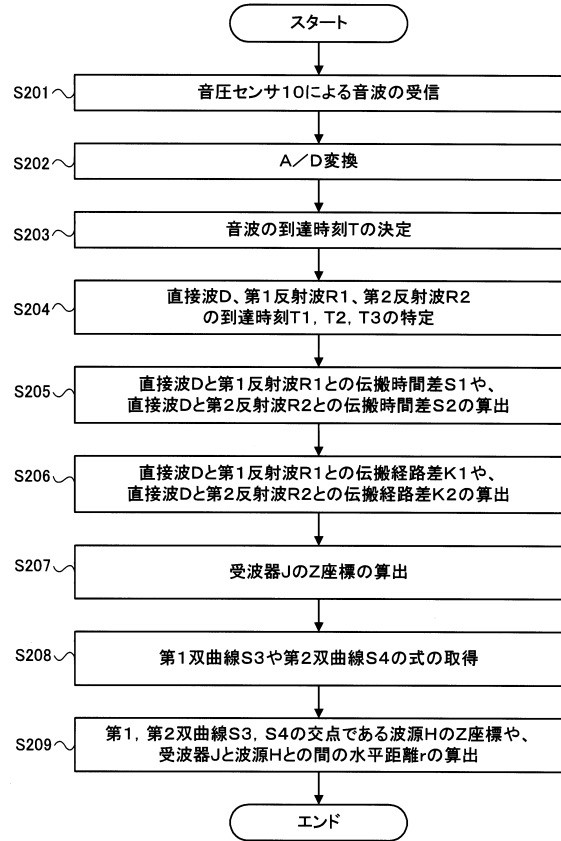 スタート
S201
音圧センサ10による音波の受信
S202
A/D変換
S203
音波の到達時刻Tの決定
S204
直接波D、第1反射波R1、第2反射波R2
の到達時刻T1, T2, T3の特定
S205
直接波Dと第1反射波R1との伝搬時間差S1や、
直接波Dと第2反射波R2との伝搬時間差S2の算出
S206
直接波Dと第1反射波R1との伝搬経路差K1や、
直接波Dと第2反射波R2との伝搬経路差K2の算出
S207
受波器JのZ座標の算出
S208
第1双曲線S3や第2双曲線S4の式の取得
S209
第1, 第2双曲線S3, S4の交点である波源HのZ座標や、
受波器Jと波源Hとの間の水平距離rの算出
エンド